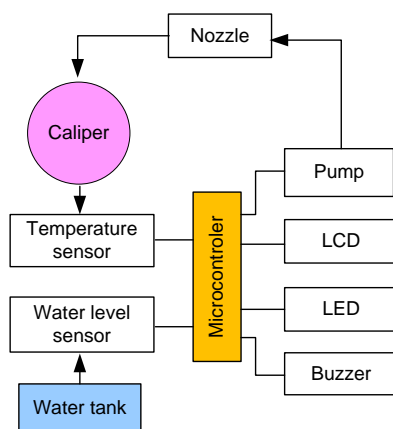 Nozzle
Caliper
Pump
Temperature
sensor
Microcontroler
LCD
Water level
sensor
LED
Buzzer
Water tank